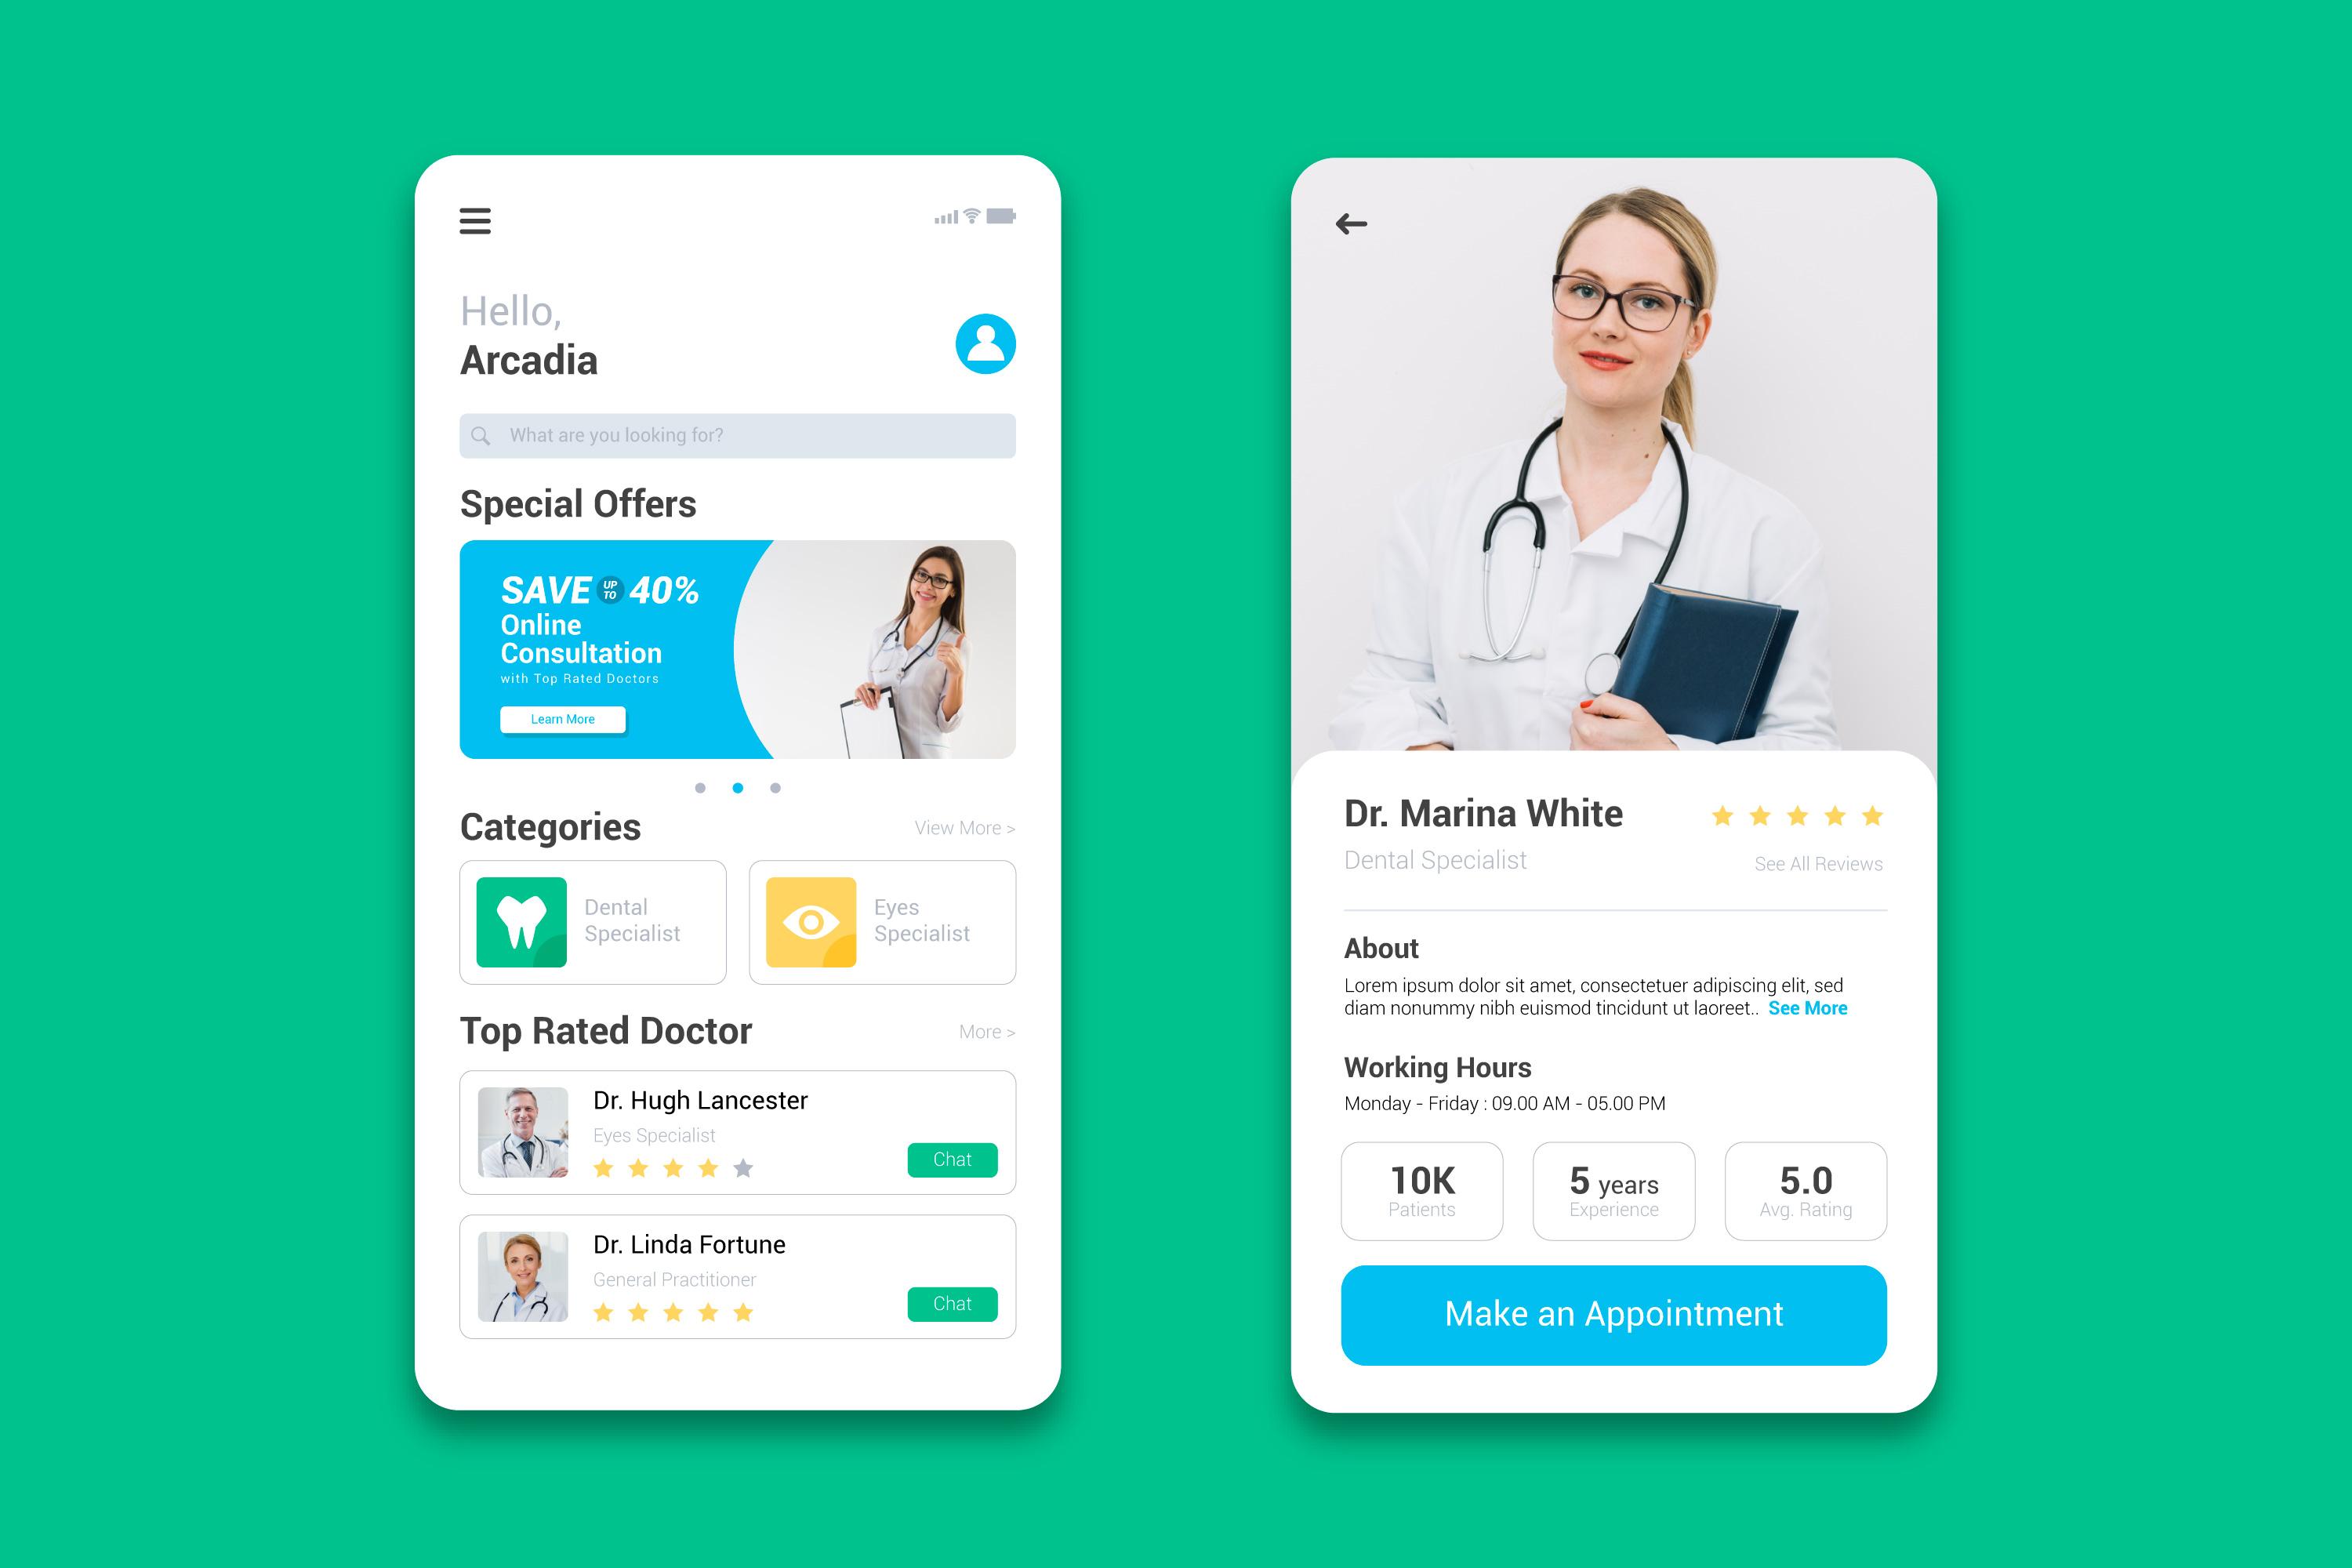 Hello,
Arcadia
What are you looking for?
Special Offers
SAVE UP TO 40%
Online
Consultation
with Top Rated Doctors
Learn More
Categories View More >
Dental
Specialist
Eyes
Specialist
Top Rated Doctor More >
Dr. Hugh Lancester
Eyes Specialist
Chat
Dr. Linda Fortune
General Practitioner
Chat
Dr. Marina White
Dental Specialist
See All Reviews
About
Lorem ipsum dolor sit amet, consectetuer adipiscing elit, sed
diam nonummy nibh euismod tincidunt ut laoreet.. See More
Working Hours
Monday - Friday : 09.00 AM - 05.00 PM
10K
Patients
5 years
Experience
5.0
Avg. Rating
Make an Appointment